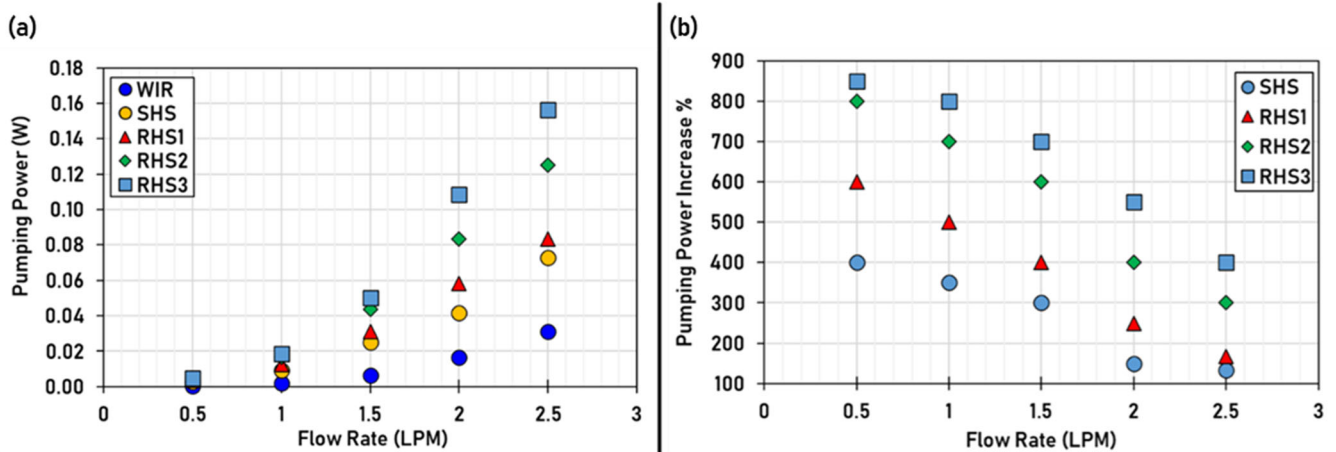 (a)
Pumping Power (W)
0.18
0.16
0.14
0.12
0.10
0.08
0.06
0.04
0.02
0.00
WIR
SHS
RHS1
RHS2
RHS3
0 0.5 1 1.5 2 2.5 3
Flow Rate (LPM)
(b)
Pumping Power Increase %
900
800
700
600
500
400
300
200
100
SHS
RHS1
RHS2
RHS3
0 0.5 1 1.5 2 2.5 3
Flow Rate (LPM)